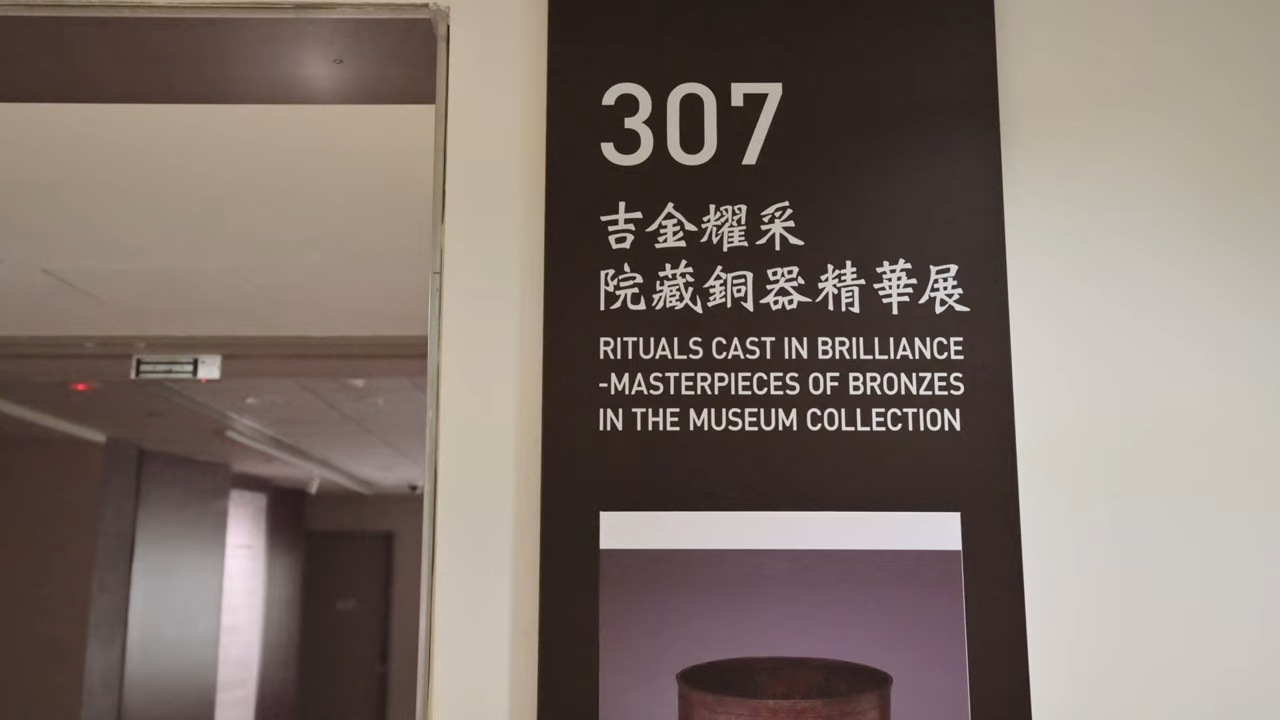 307
吉金耀采
院藏銅器精華展
RITUALS CAST IN BRILLIANCE
-MASTERPIECES OF BRONZES
IN THE MUSEUM COLLECTION